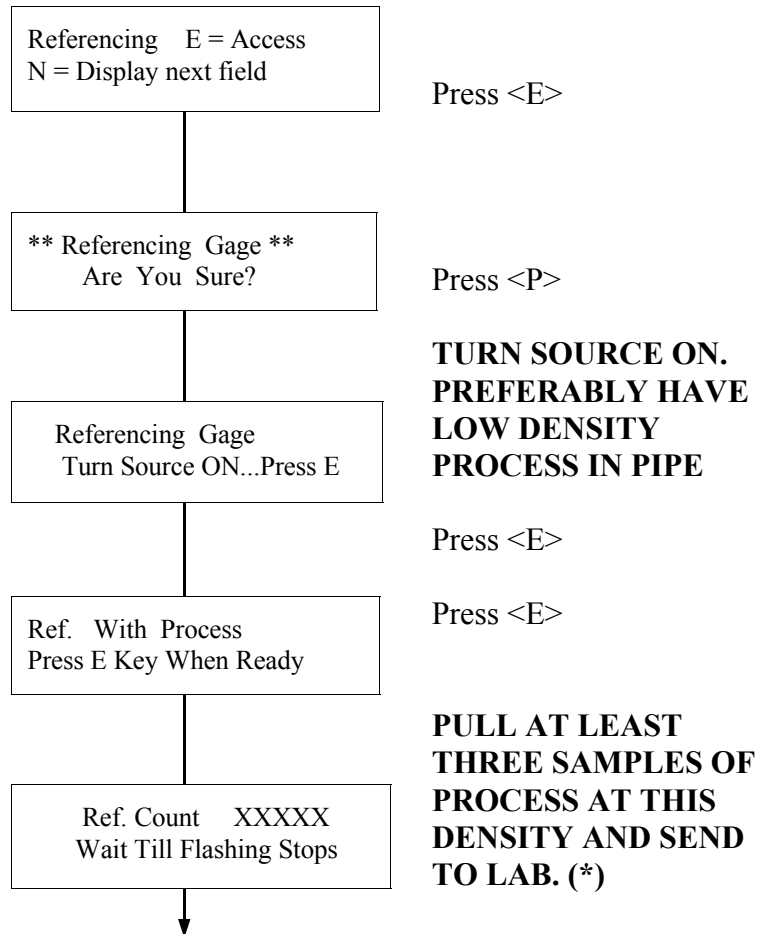 Referencing E = Access
N = Display next field
Press <E>
** Referencing Gage **
Are You Sure?
Press <P>
TURN SOURCE ON.
PREFERABLY HAVE
LOW DENSITY
PROCESS IN PIPE
Referencing Gage
Turn Source ON...Press E
Press <E>
Press <E>
Ref. With Process
Press E Key When Ready
PULL AT LEAST
THREE SAMPLES OF
PROCESS AT THIS
DENSITY AND SEND
TO LAB. (*)
Ref. Count XXXXX
Wait Till Flashing Stops